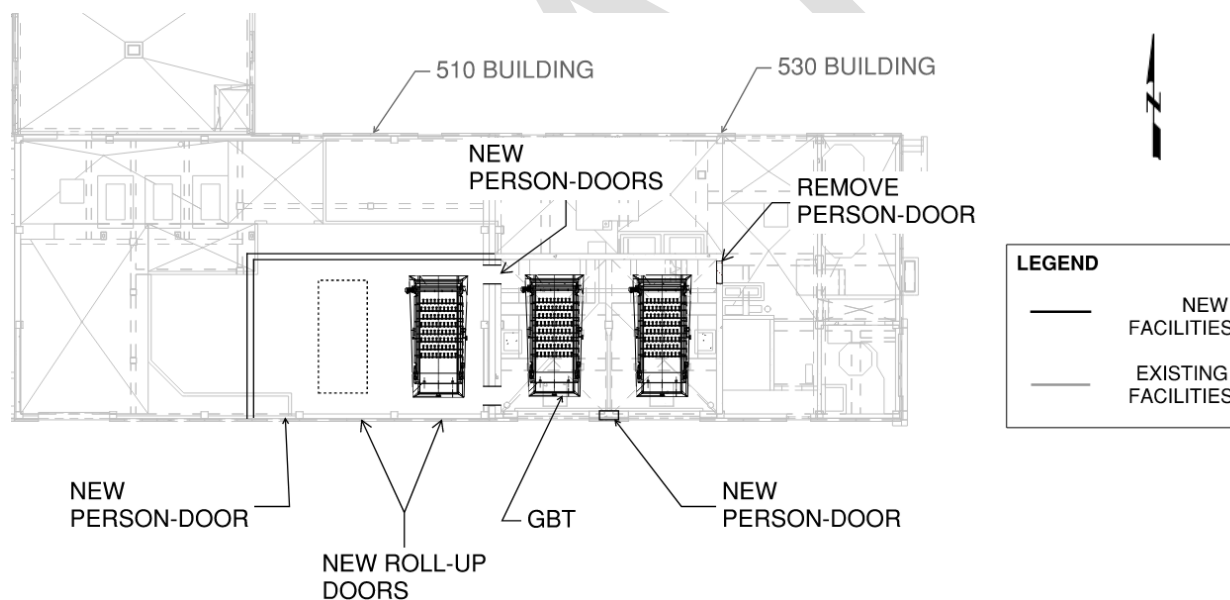 510 BUILDING
530 BUILDING
N
NEW
PERSON-DOORS
REMOVE
PERSON-DOOR
LEGEND
NEW
FACILITIES
EXISTING
FACILITIES
NEW
PERSON-DOOR
NEW ROLL-UP
DOORS
GBT
NEW
PERSON-DOOR